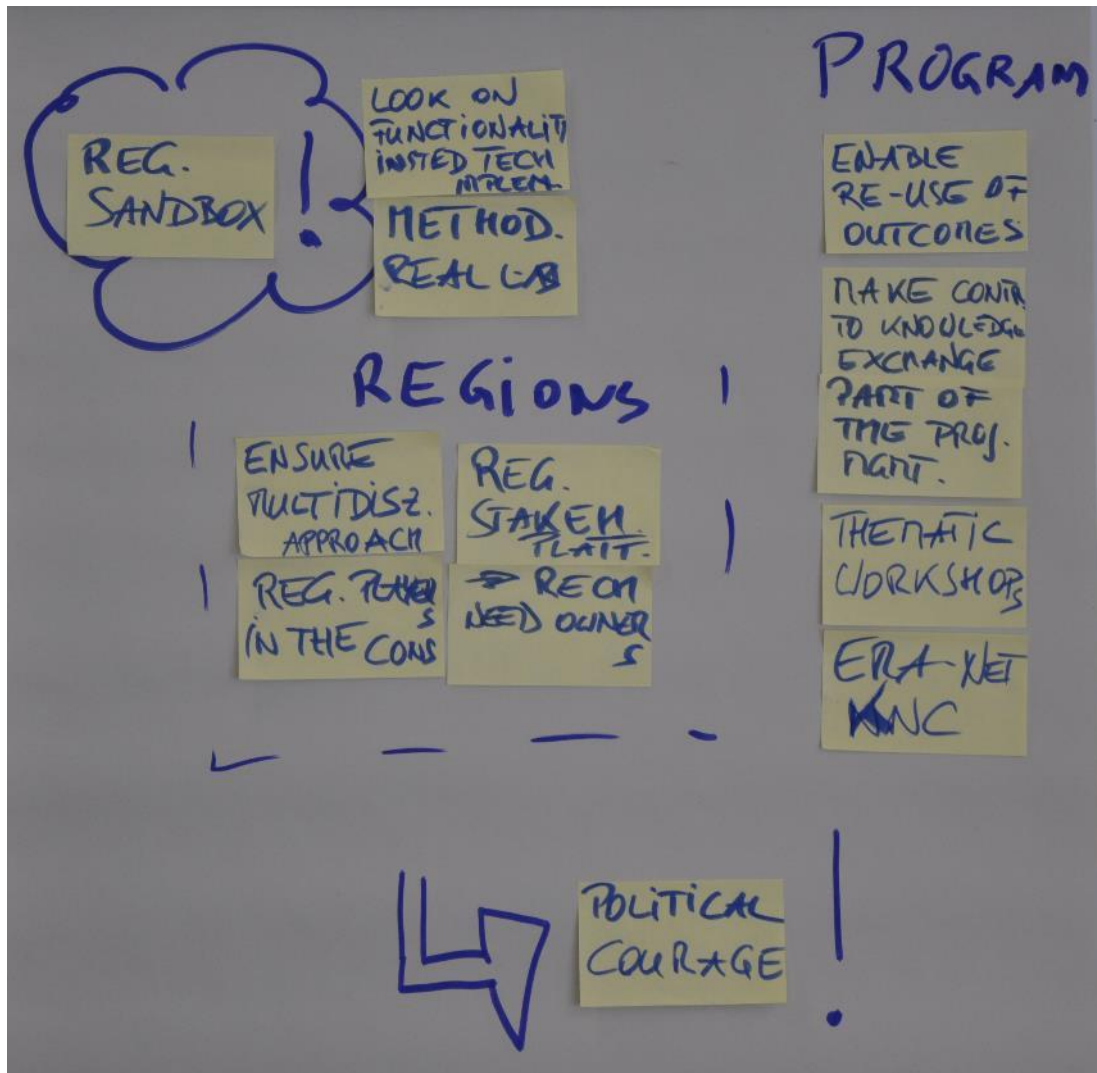 REG.
SANDBOX
!
LOOK ON
FUNCTIONALITI
INSTED TECH
IMPLEM.
METHOD.
REAL LAB
REGIONS
ENSURE
MULTIDISZ.
APPROACH
REG.
STAKEH.
PLATT.
REG. PLAYER
S
IN THE CONS
NEED OWNER
S
PROGRAM
ENABLE
RE-USE OF
OUTCOMES
MAKE CONTR
TO KNOWLEDGE
EXCHANGE
PART OF
THE PROJ.
MGMT.
THEMATIC
WORKSHOPS
ERA-NET
KNC
POLITICAL
COURAGE
!